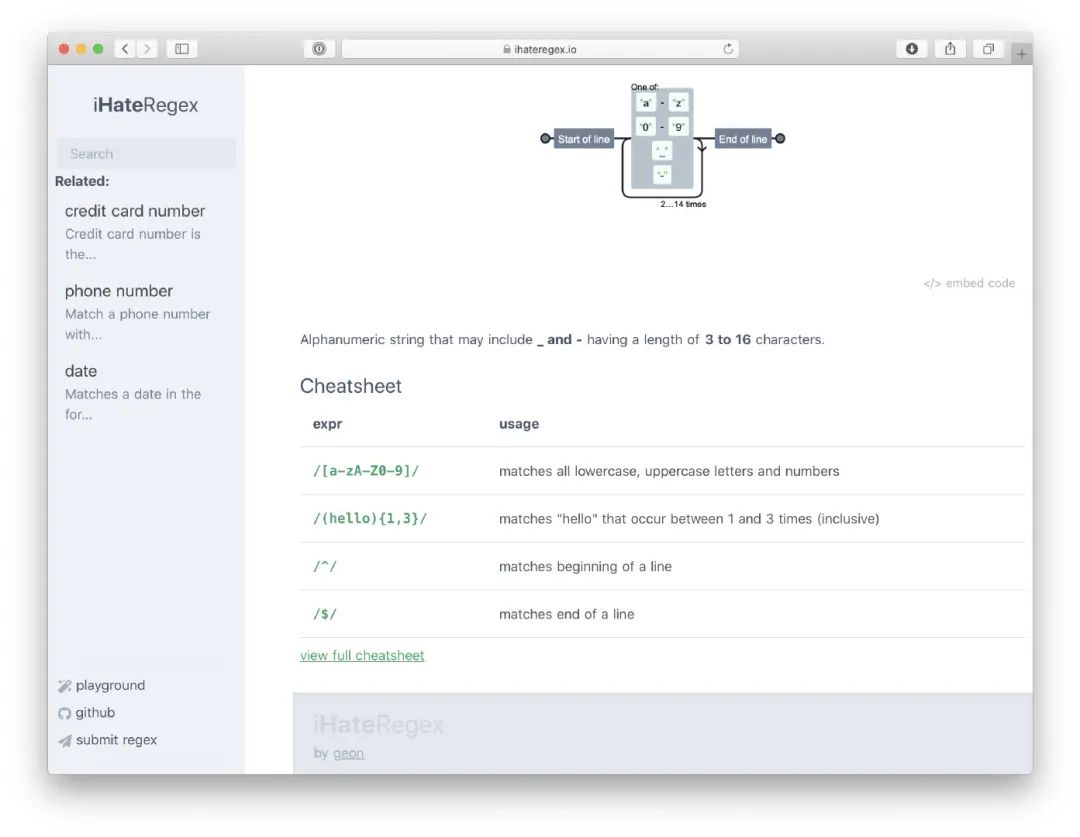 ihateregex.io
iHateRegex
Search
Related:
credit card number
Credit card number is
the...
phone number
Match a phone number
with...
date
Matches a date in the
for...
playground
github
submit regex
One of:
"a" - "z"
"0" - "9"
"_"
"-"
Start of line
End of line
2...14 times
</> embed code
Alphanumeric string that may include _ and - having a length of 3 to 16 characters.
Cheatsheet
expr usage
/[a-zA-Z0-9]/ matches all lowercase, uppercase letters and numbers
/(hello){1,3}/ matches "hello" that occur between 1 and 3 times (inclusive)
/^/ matches beginning of a line
/$/ matches end of a line
view full cheatsheet
iHateRegex
by geon